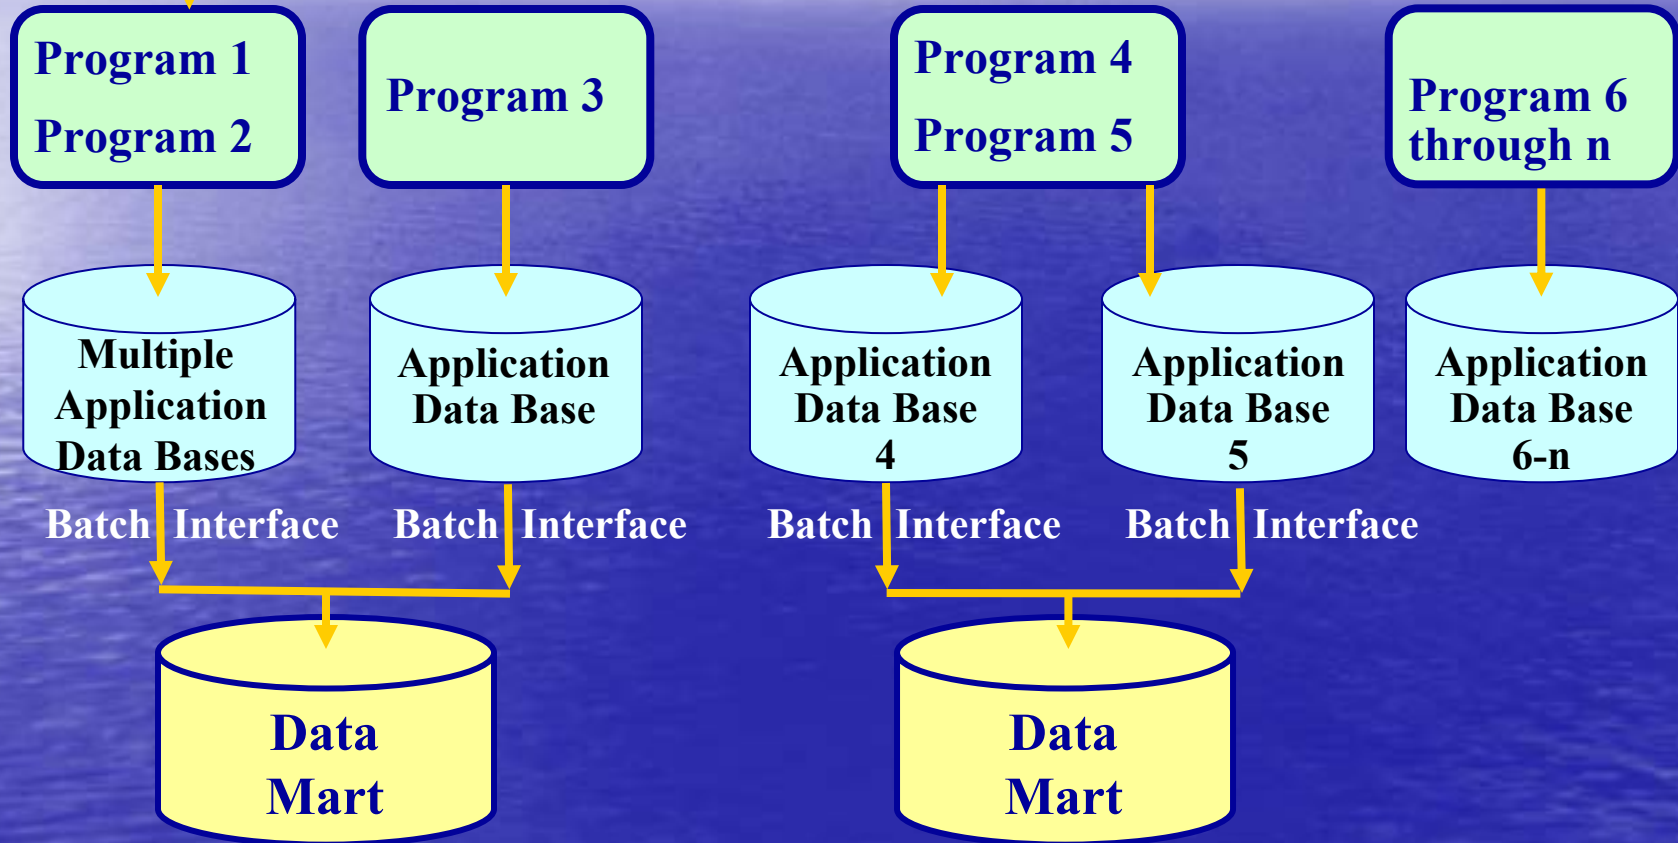 Program 1
Program 2
Program 3
Program 4
Program 5
Program 6
through n
Multiple
Application
Data Bases
Application
Data Base
Application
Data Base
4
Application
Data Base
5
Application
Data Base
6-n
Batch Interface
Batch Interface
Batch Interface
Batch Interface
Data
Mart
Data
Mart